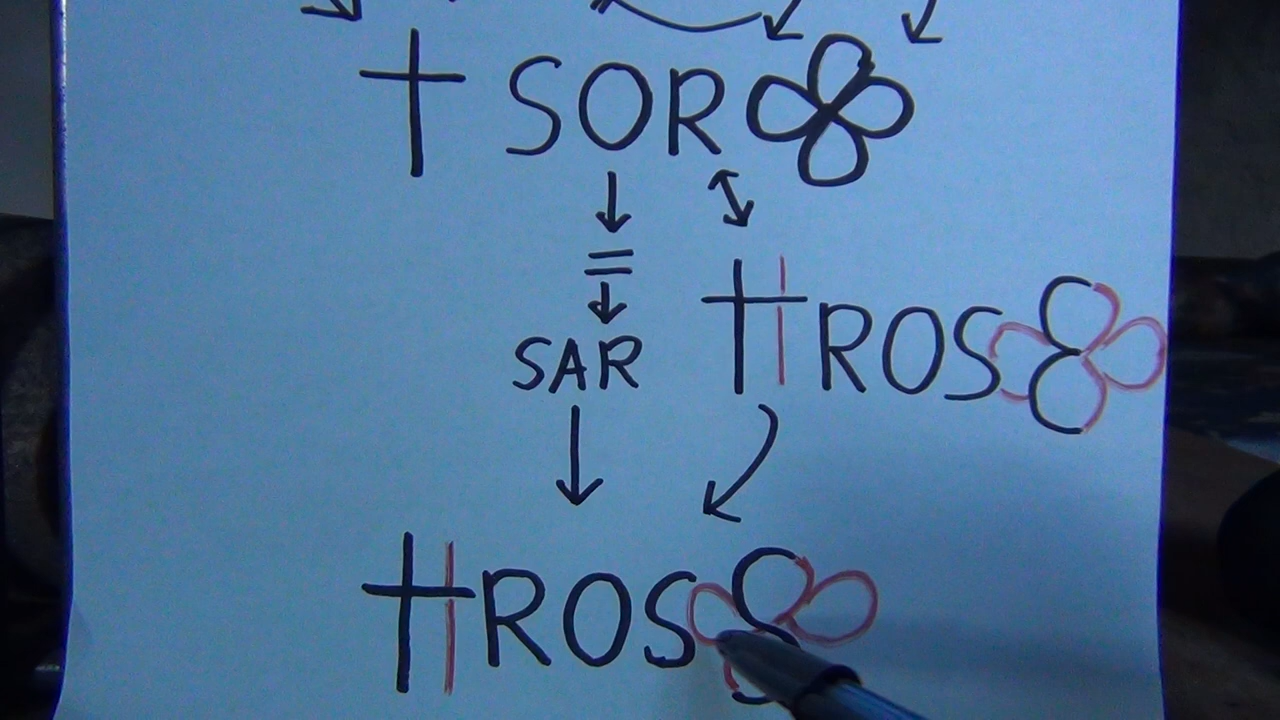 † SOR
=
SAR
ROS
ROS